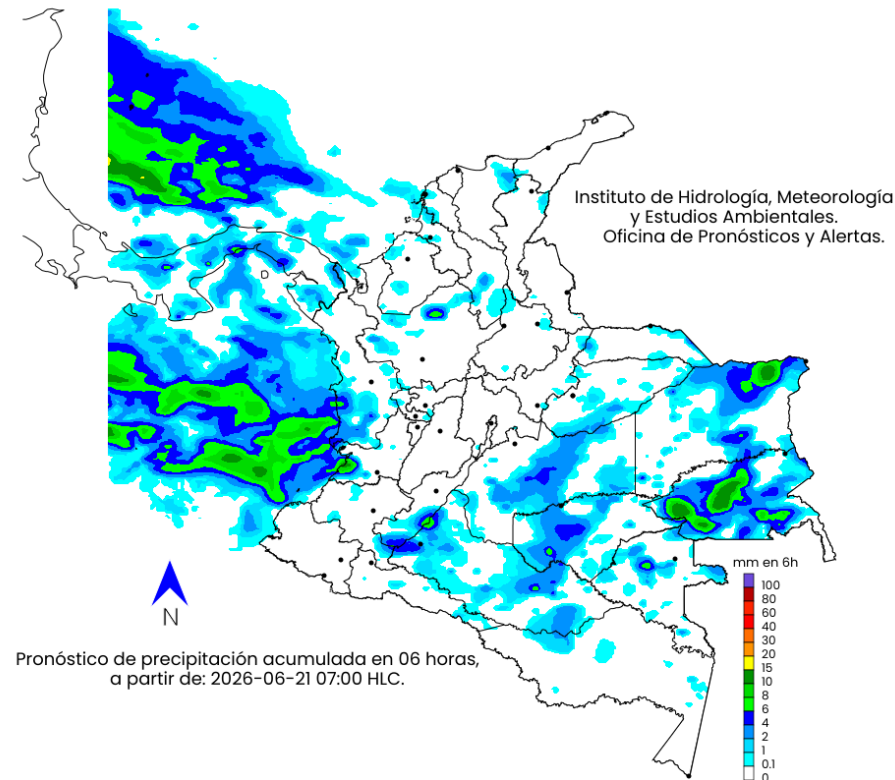 Instituto de Hidrología, Meteorología
y Estudios Ambientales.
Oficina de Pronósticos y Alertas.
N
Pronóstico de precipitación acumulada en 06 horas,
a partir de: 2026-06-21 07:00 HLC.
mm en 6h
100
80
60
40
30
20
15
10
8
6
4
2
1
0.1
0